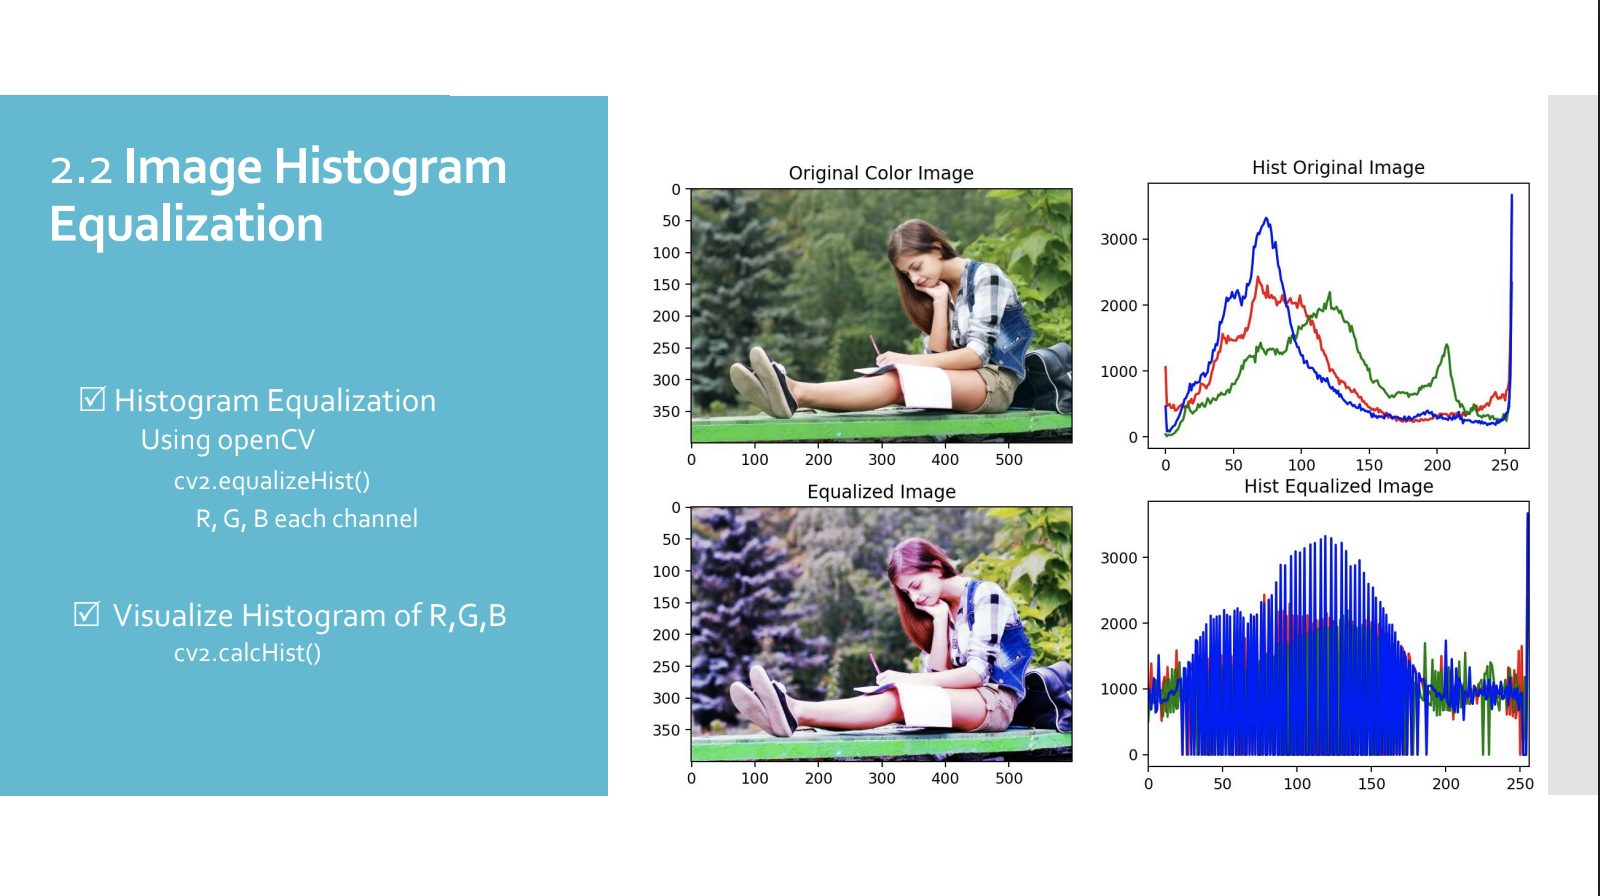 2.2 Image Histogram
Equalization
☑ Histogram Equalization
Using openCV
cv2.equalizeHist()
R, G, B each channel
☑ Visualize Histogram of R,G,B
cv2.calcHist()
Original Color Image
0
50
100
150
200
250
300
350
0 100 200 300 400 500
Hist Original Image
3000
2000
1000
0
0 50 100 150 200 250
Equalized Image
0
50
100
150
200
250
300
350
0 100 200 300 400 500
Hist Equalized Image
3000
2000
1000
0
0 50 100 150 200 250